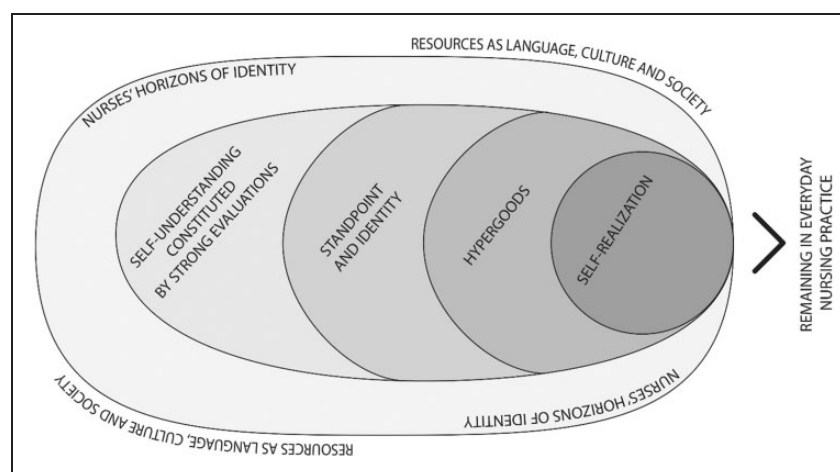 RESOURCES AS LANGUAGE, CULTURE AND SOCIETY
NURSES' HORIZONS OF IDENTITY
SELF-UNDERSTANDING
CONSTITUTED
BY STRONG EVALUATIONS
STANDPOINT
AND IDENTITY
HYPERGOODS
SELF-REALIZATION
REMAINING IN EVERYDAY
NURSING PRACTICE
NURSES' HORIZONS OF IDENTITY
RESOURCES AS LANGUAGE, CULTURE AND SOCIETY